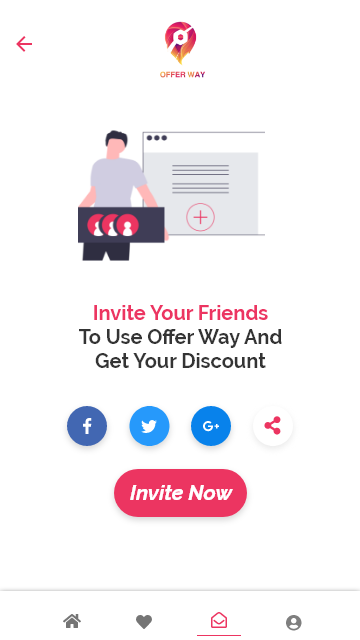 OFFER WAY
Invite Your Friends
To Use Offer Way And
Get Your Discount
f
G+
Invite Now